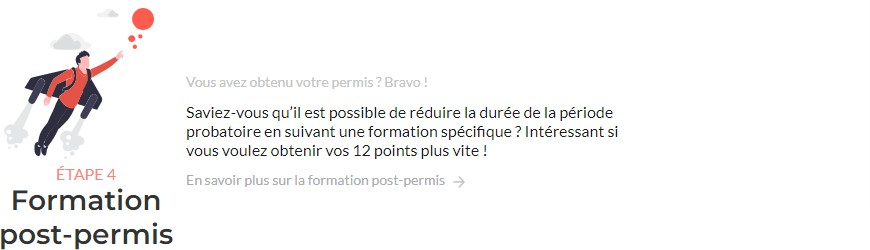 ÉTAPE 4
Formation
post-permis
Vous avez obtenu votre permis ? Bravo !
Saviez-vous qu'il est possible de réduire la durée de la période
probatoire en suivant une formation spécifique ? Intéressant si
vous voulez obtenir vos 12 points plus vite !
En savoir plus sur la formation post-permis →